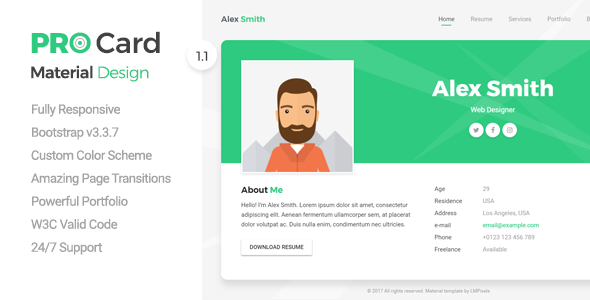 PRO Card
Material Design
Fully Responsive
Bootstrap v3.3.7
Custom Color Scheme
Amazing Page Transitions
Powerful Portfolio
W3C Valid Code
24/7 Support
1.1
Alex Smith
Home Resume Services Portfolio B
Alex Smith
Web Designer
About Me
Hello! I'm Alex Smith. Lorem ipsum dolor sit amet, consectetur
adipiscing elit. Aenean fermentum ullamcorper sem, at placerat
dolor volutpat ac. Duis nulla enim, condimentum nec ultricies.
DOWNLOAD RESUME
Age 29
Residence USA
Address Los Angeles, USA
e-mail email@example.com
Phone +0123 123 456 789
Freelance Available
© 2017 All rights reserved. Material template by LMPixels